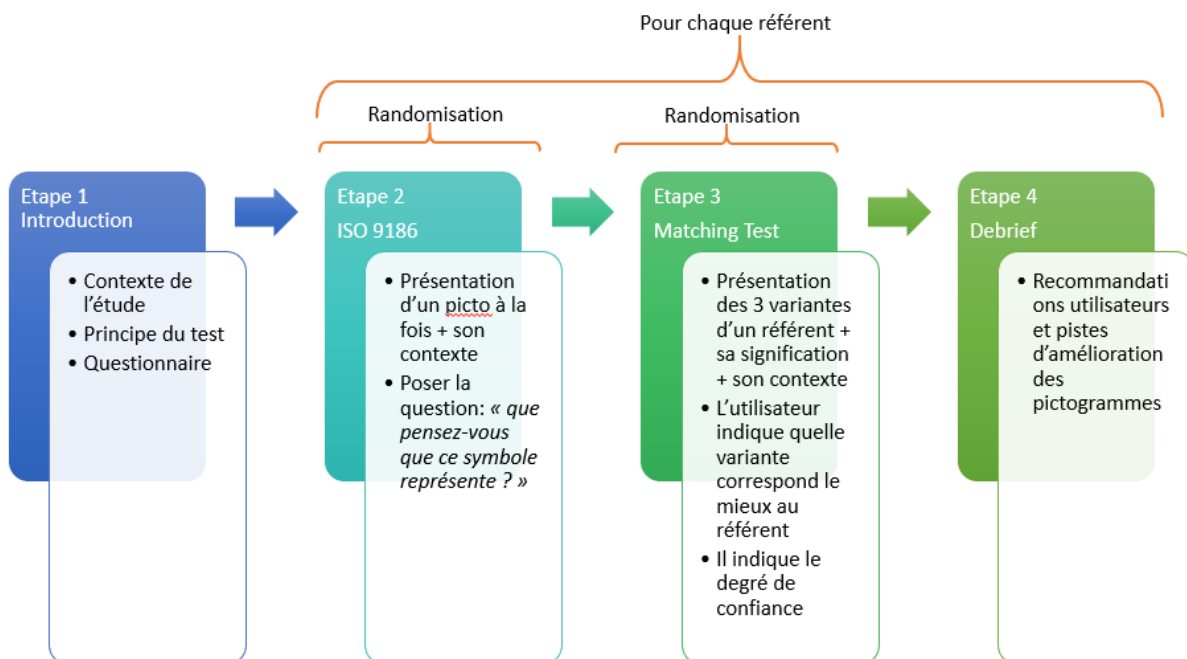 Pour chaque référent
Randomisation
Randomisation
Etape 1
Introduction
• Contexte de
l'étude
• Principe du test
• Questionnaire
Etape 2
ISO 9186
• Présentation
d'un picto à la
fois + son
contexte
• Poser la
question: « que
pensez-vous
que ce symbole
représente ? »
Etape 3
Matching Test
• Présentation
des 3 variantes
d'un référent +
sa signification
+ son contexte
• L'utilisateur
indique quelle
variante
correspond le
mieux au
référent
• Il indique le
degré de
confiance
Etape 4
Debrief
• Recommandati
ons utilisateurs
et pistes
d'amélioration
des
pictogrammes